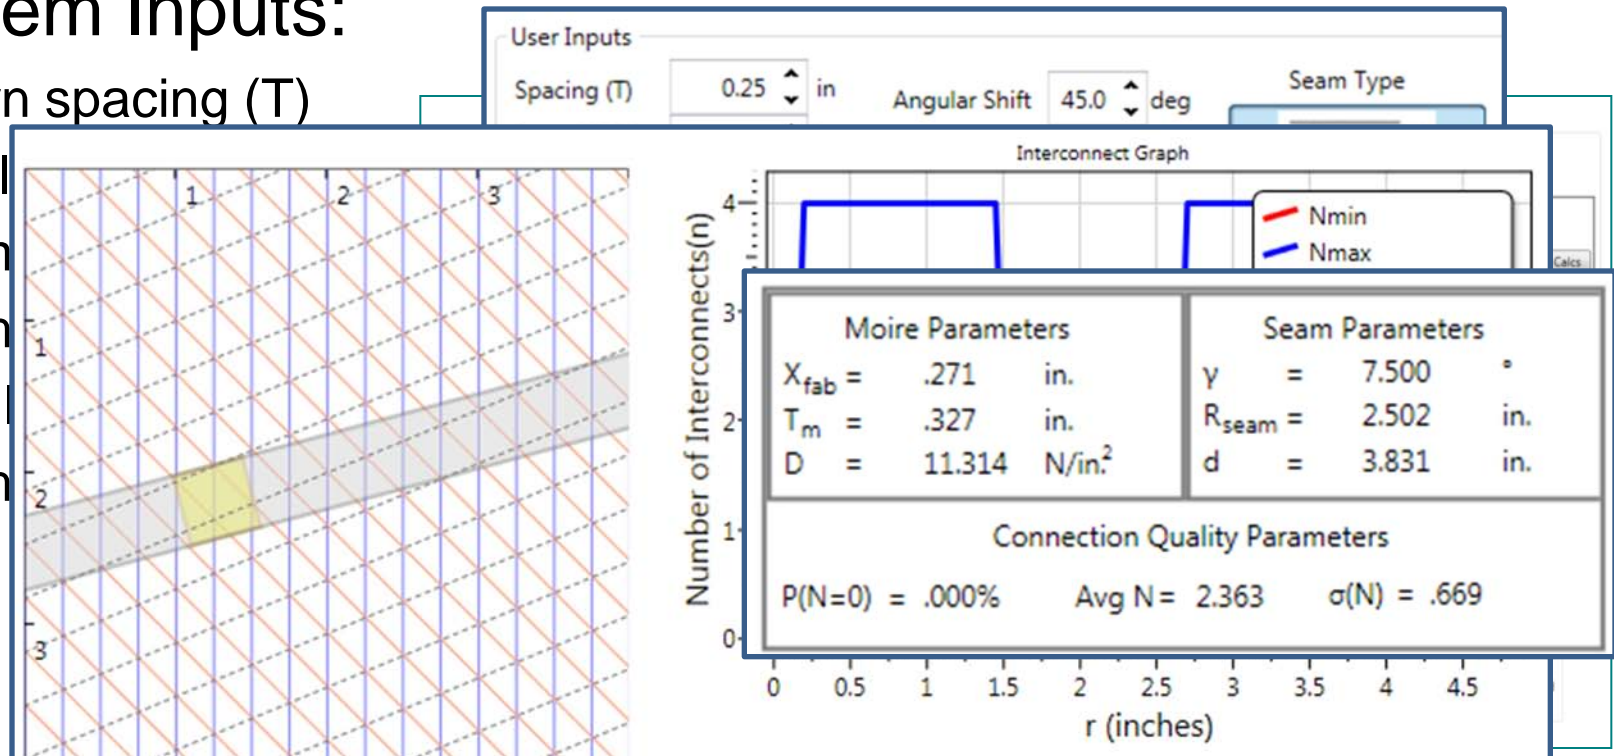 em Inputs:
n spacing (T)
User Inputs
Spacing (T) 0.25 in
Angular Shift 45.0 deg
Seam Type
Calcs
1 2 3
1
2
3
Interconnect Graph
Number of Interconnects(n)
4
3
2
1
0
Nmin
Nmax
0 0.5 1 1.5 2 2.5 3 3.5 4 4.5
r (inches)
Moire Parameters
Xfab = .271 in.
Tm = .327 in.
D = 11.314 N/in.²
Seam Parameters
γ = 7.500 °
Rseam = 2.502 in.
d = 3.831 in.
Connection Quality Parameters
P(N=0) = .000% Avg N = 2.363 σ(N) = .669